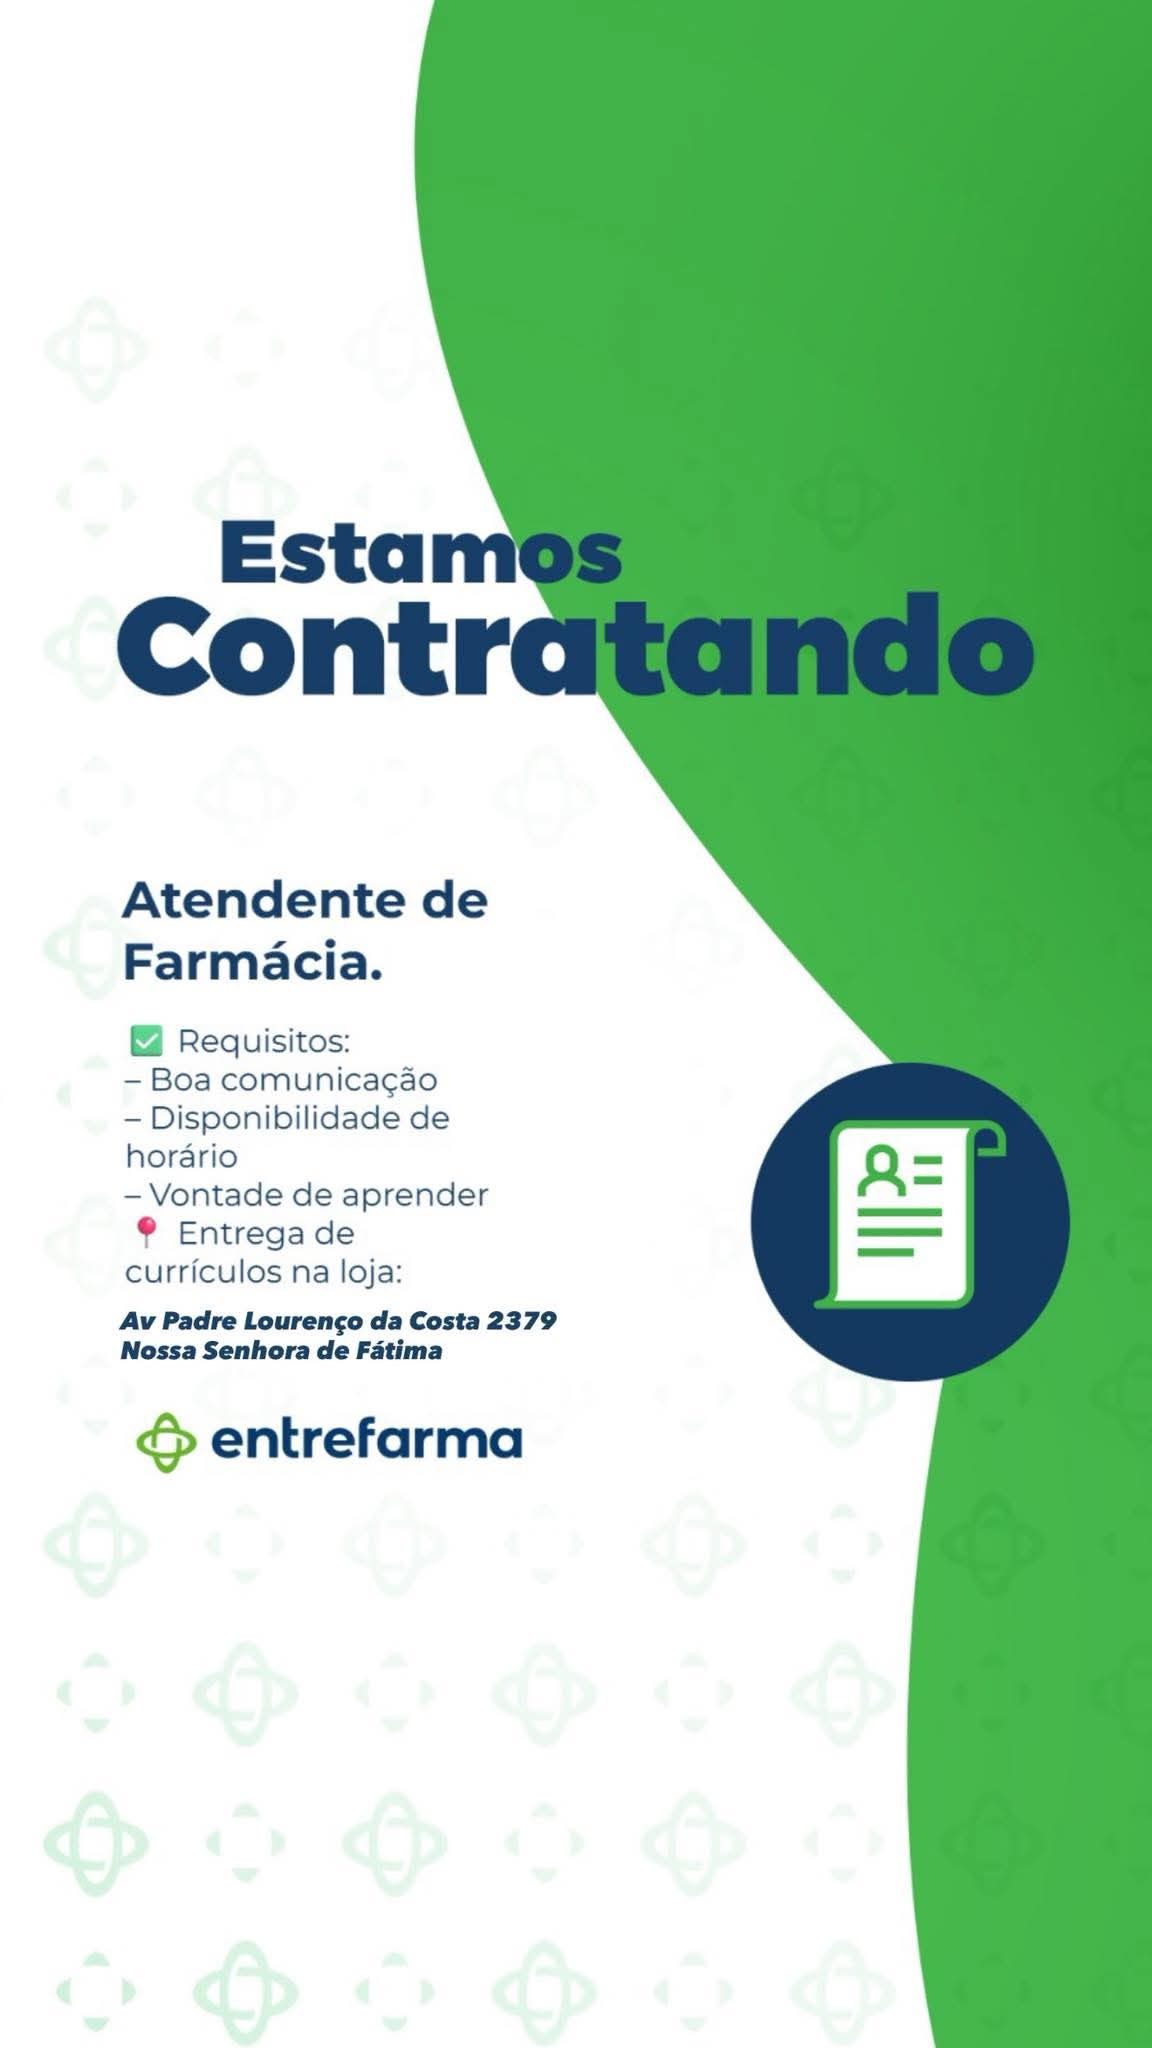 Estamos
Contratando
Atendente de
Farmácia.
✅ Requisitos:
– Boa comunicação
– Disponibilidade de
horário
– Vontade de aprender
📍 Entrega de
currículos na loja:
Av Padre Lourenço da Costa 2379
Nossa Senhora de Fátima
entrefarma